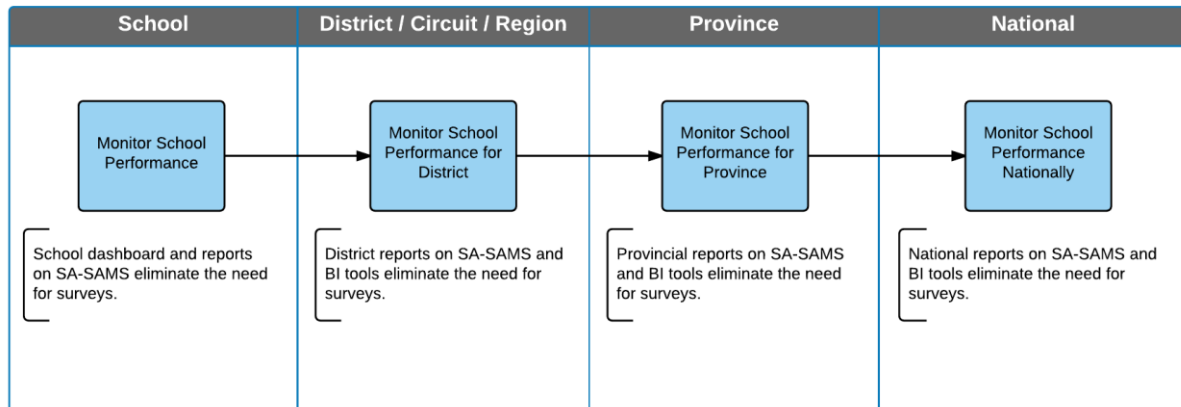 School
District / Circuit / Region
Province
National
Monitor School
Performance
Monitor School
Performance for
District
Monitor School
Performance for
Province
Monitor School
Performance
Nationally
School dashboard and reports
on SA-SAMS eliminate the need
for surveys.
District reports on SA-SAMS and
BI tools eliminate the need for
surveys.
Provincial reports on SA-SAMS
and BI tools eliminate the need
for surveys.
National reports on SA-SAMS and
BI tools eliminate the need for
surveys.